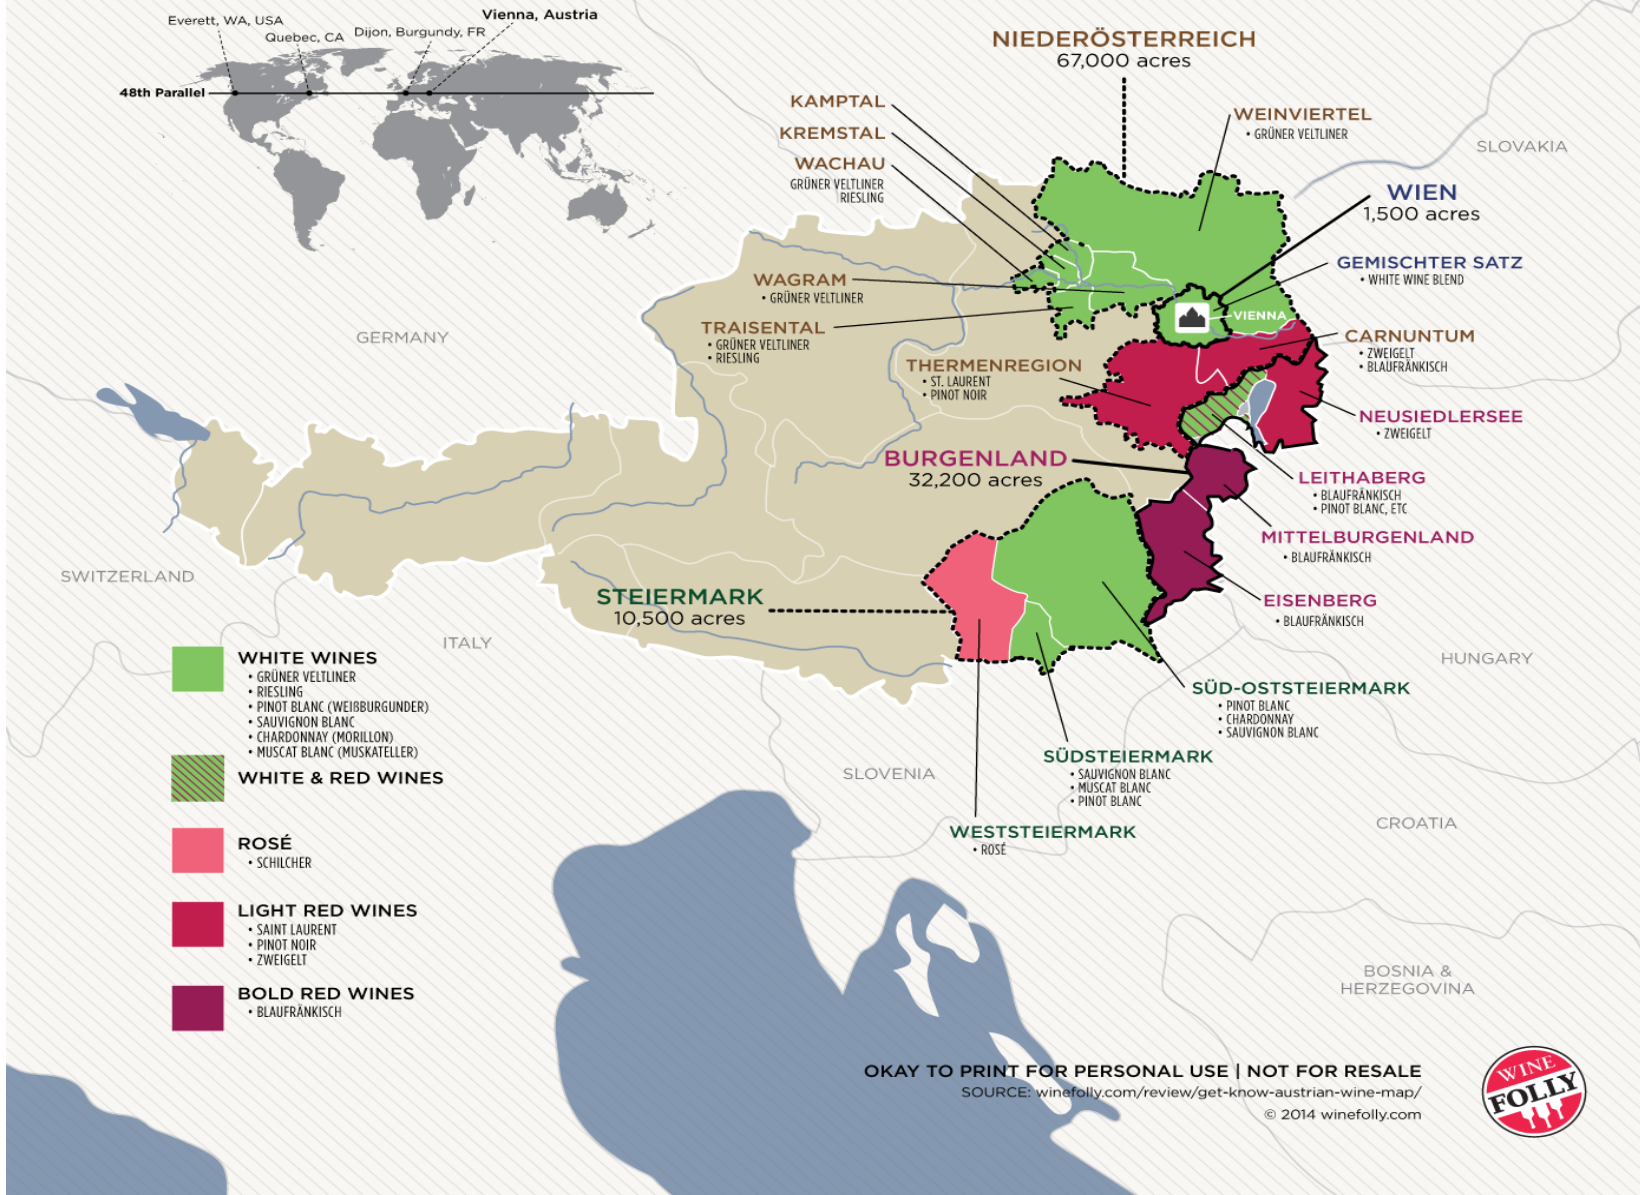 Everett, WA, USA
Quebec, CA
Dijon, Burgundy, FR
Vienna, Austria
48th Parallel
NIEDERÖSTERREICH
67,000 acres
KAMPTAL
KREMSTAL
WACHAU
GRÜNER VELTLINER
RIESLING
WEINVIERTEL
• GRÜNER VELTLINER
SLOVAKIA
WIEN
1,500 acres
GEMISCHTER SATZ
• WHITE WINE BLEND
WAGRAM
• GRÜNER VELTLINER
VIENNA
TRAISENTAL
• GRÜNER VELTLINER
• RIESLING
GERMANY
CARNUNTUM
• ZWEIGELT
• BLAUFRÄNKISCH
THERMENREGION
• ST. LAURENT
• PINOT NOIR
NEUSIEDLERSEE
• ZWEIGELT
BURGENLAND
32,200 acres
LEITHABERG
• BLAUFRÄNKISCH
• PINOT BLANC, ETC
MITTELBURGENLAND
• BLAUFRÄNKISCH
SWITZERLAND
STEIERMARK
10,500 acres
EISENBERG
• BLAUFRÄNKISCH
ITALY
HUNGARY
WHITE WINES
• GRÜNER VELTLINER
• RIESLING
• PINOT BLANC (WEIßBURGUNDER)
• SAUVIGNON BLANC
• CHARDONNAY (MORILLON)
• MUSCAT BLANC (MUSKATELLER)
SÜD-OSTSTEIERMARK
• PINOT BLANC
• CHARDONNAY
• SAUVIGNON BLANC
SÜDSTEIERMARK
• SAUVIGNON BLANC
• MUSCAT BLANC
• PINOT BLANC
SLOVENIA
WHITE & RED WINES
WESTSTEIERMARK
• ROSÉ
CROATIA
ROSÉ
• SCHILCHER
LIGHT RED WINES
• SAINT LAURENT
• PINOT NOIR
• ZWEIGELT
BOSNIA &
HERZEGOVINA
BOLD RED WINES
• BLAUFRÄNKISCH
OKAY TO PRINT FOR PERSONAL USE | NOT FOR RESALE
SOURCE: winefolly.com/review/get-know-austrian-wine-map/
© 2014 winefolly.com
WINE
FOLLY